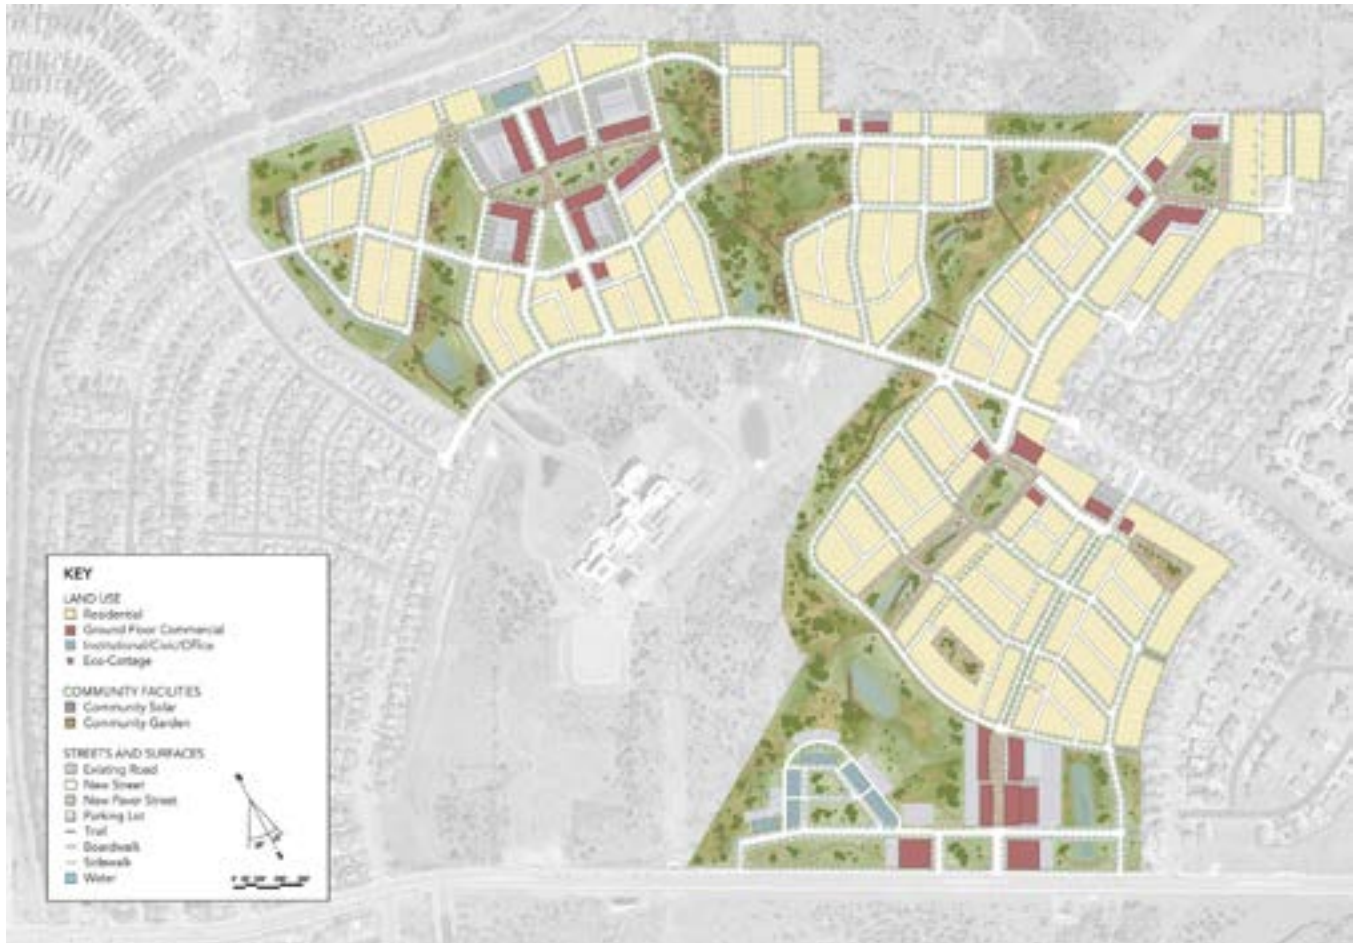 KEY
LAND USE
Residential
Ground Floor Commercial
Institutional/Civic/Office
Eco-Cottage
COMMUNITY FACILITIES
Community Solar
Community Garden
STREETS AND SURFACES
Existing Road
New Street
New Paver Street
Parking Lot
Trail
Boardwalk
Sidewalk
Water